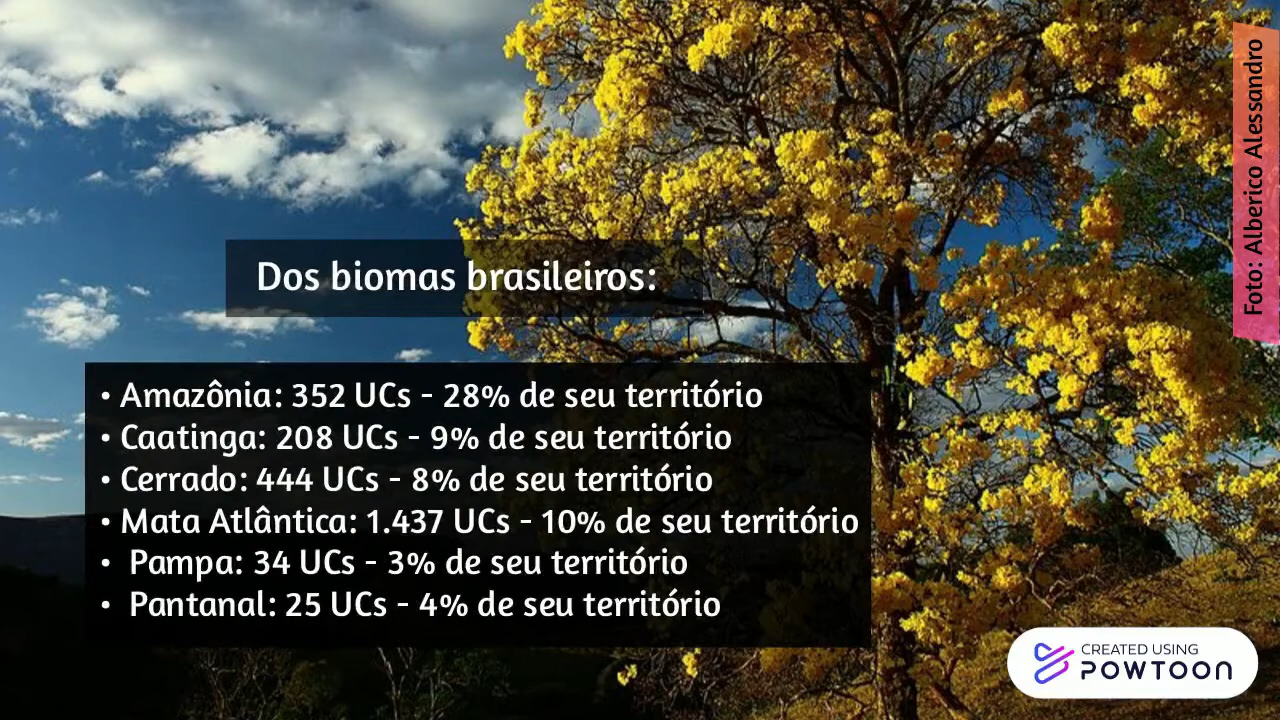 Foto: Alberico Alessandro
Dos biomas brasileiros:
• Amazônia: 352 UCs - 28% de seu território
• Caatinga: 208 UCs - 9% de seu território
• Cerrado: 444 UCs - 8% de seu território
• Mata Atlântica: 1.437 UCs - 10% de seu território
• Pampa: 34 UCs - 3% de seu território
• Pantanal: 25 UCs - 4% de seu território
CREATED USING
POWTOON